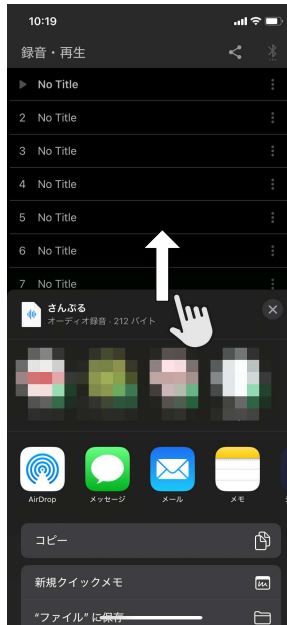 10:19
録音・再生
No Title
2 No Title
3 No Title
4 No Title
5 No Title
6 No Title
7 No Title
さんぷる
オーディオ録音・212 バイト
AirDrop
メッセージ
メール
メモ
コピー
新規クイックメモ
"ファイル" に保存